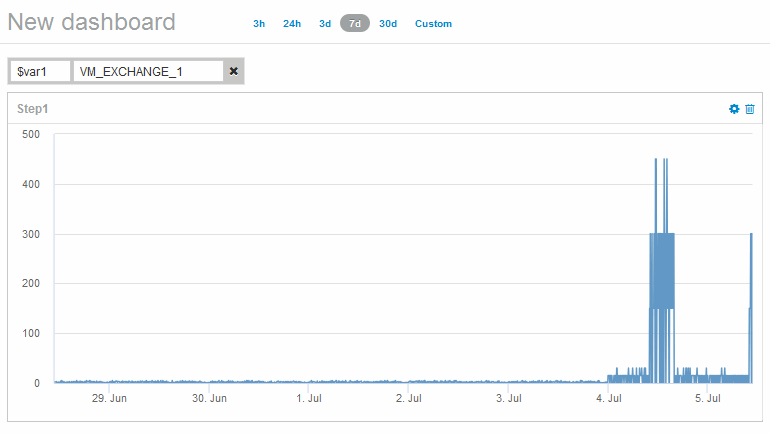 New dashboard 3h 24h 3d 7d 30d Custom
$var1 VM_EXCHANGE_1
Step1
500
400
300
200
100
0
29. Jun 30. Jun 1. Jul 2. Jul 3. Jul 4. Jul 5. Jul